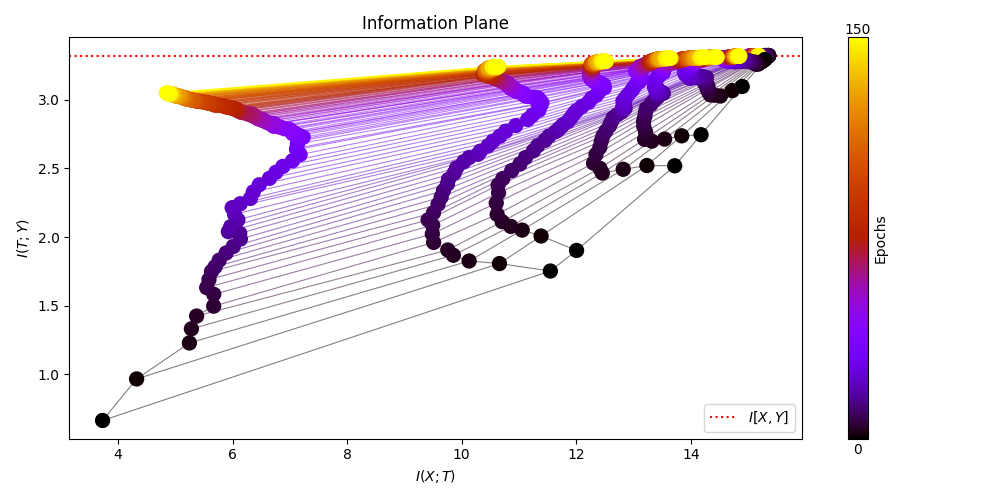 Information Plane
150
3.0
2.5
2.0
1.5
1.0
I(T; Y)
Epochs
I[X, Y]
4 6 8 10 12 14
0
I(X; T)